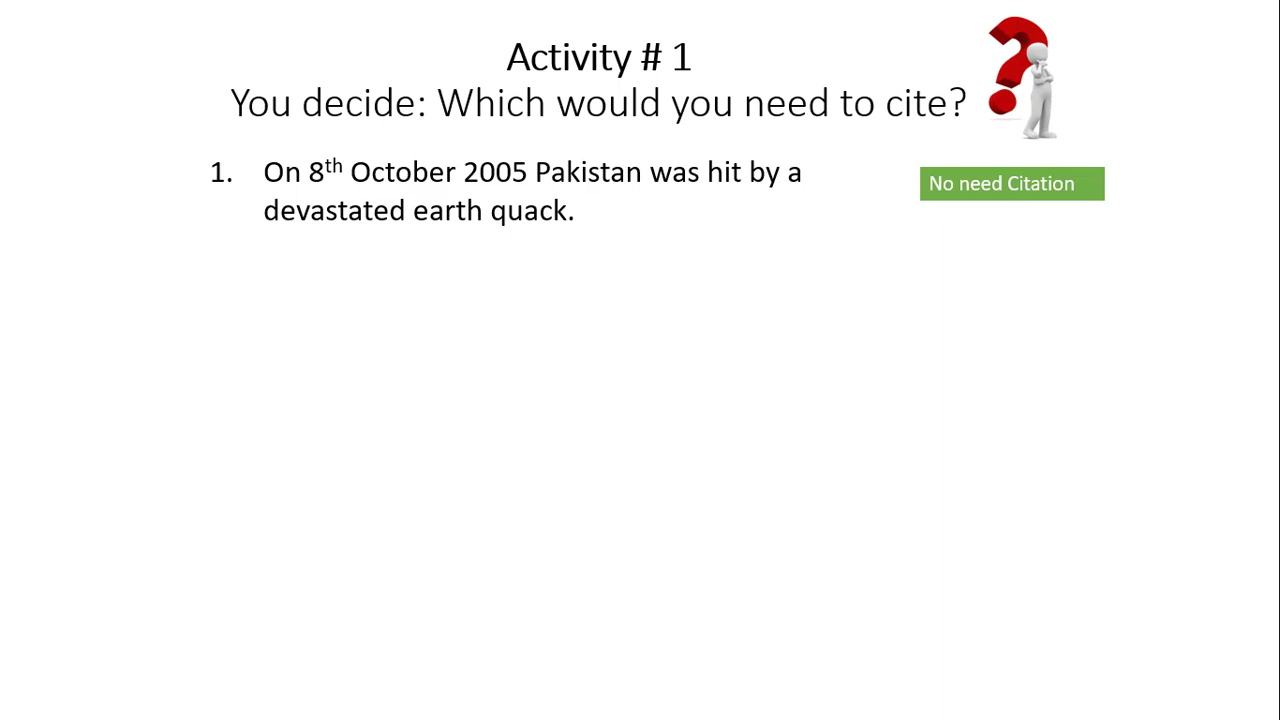 Activity # 1
You decide: Which would you need to cite?
1. On 8th October 2005 Pakistan was hit by a
devastated earth quack.
No need Citation